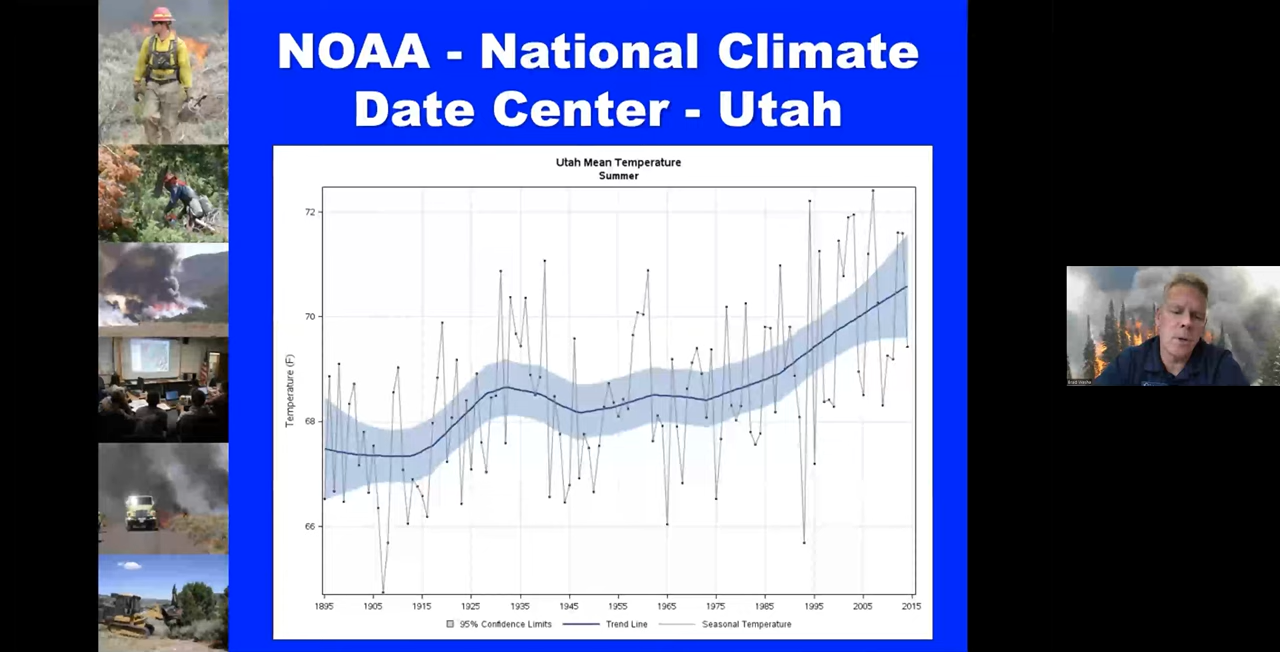 NOAA - National Climate
Date Center - Utah
Utah Mean Temperature
Summer
Temperature (F)
72
70
68
66
1895 1905 1915 1925 1935 1945 1955 1965 1975 1985 1995 2005 2015
95% Confidence Limits Trend Line Seasonal Temperature